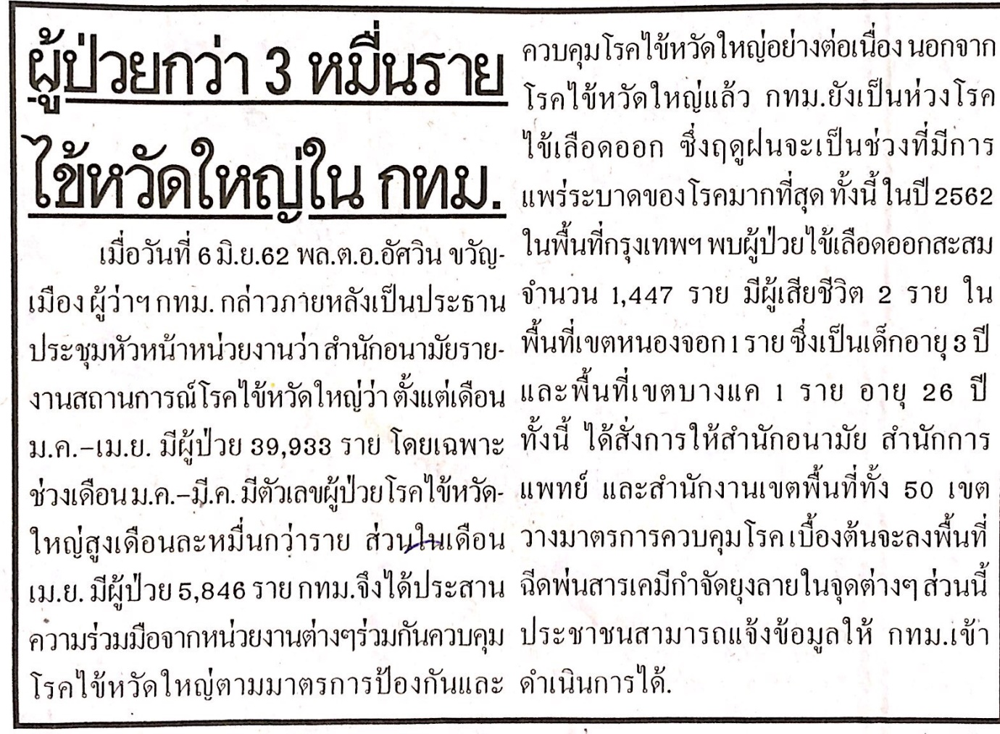 ผู้ป่วยกว่า 3 หมื่นราย
ไข้หวัดใหญ่ใน กทม.
เมื่อวันที่ 6 มิ.ย.62 พล.ต.อ.อัศวิน ขวัญ-
เมือง ผู้ว่าฯ กทม. กล่าวภายหลังเป็นประธาน
ประชุมหัวหน้าหน่วยงานว่า สำนักอนามัยราย-
งานสถานการณ์โรคไข้หวัดใหญ่ว่า ตั้งแต่เดือน
ม.ค.–เม.ย. มีผู้ป่วย 39,933 ราย โดยเฉพาะ
ช่วงเดือน ม.ค.–มี.ค. มีตัวเลขผู้ป่วยโรคไข้หวัด-
ใหญ่สูงเดือนละหมื่นกว่าราย ส่วนในเดือน
เม.ย. มีผู้ป่วย 5,846 ราย กทม.จึงได้ประสาน
ความร่วมมือจากหน่วยงานต่างๆร่วมกันควบคุม
โรคไข้หวัดใหญ่ตามมาตรการป้องกันและ
ควบคุมโรคไข้หวัดใหญ่อย่างต่อเนื่อง นอกจาก
โรคไข้หวัดใหญ่แล้ว กทม.ยังเป็นห่วงโรค
ไข้เลือดออก ซึ่งฤดูฝนจะเป็นช่วงที่มีการ
แพร่ระบาดของโรคมากที่สุด ทั้งนี้ ในปี 2562
ในพื้นที่กรุงเทพฯ พบผู้ป่วยไข้เลือดออกสะสม
จำนวน 1,447 ราย มีผู้เสียชีวิต 2 ราย ใน
พื้นที่เขตหนองจอก 1 ราย ซึ่งเป็นเด็กอายุ 3 ปี
และพื้นที่เขตบางแค 1 ราย อายุ 26 ปี
ทั้งนี้ ได้สั่งการให้สำนักอนามัย สำนักการ
แพทย์ และสำนักงานเขตพื้นที่ทั้ง 50 เขต
วางมาตรการควบคุมโรค เบื้องต้นจะลงพื้นที่
ฉีดพ่นสารเคมีกำจัดยุงลายในจุดต่างๆ ส่วนนี้
ประชาชนสามารถแจ้งข้อมูลให้ กทม.เข้า
ดำเนินการได้.